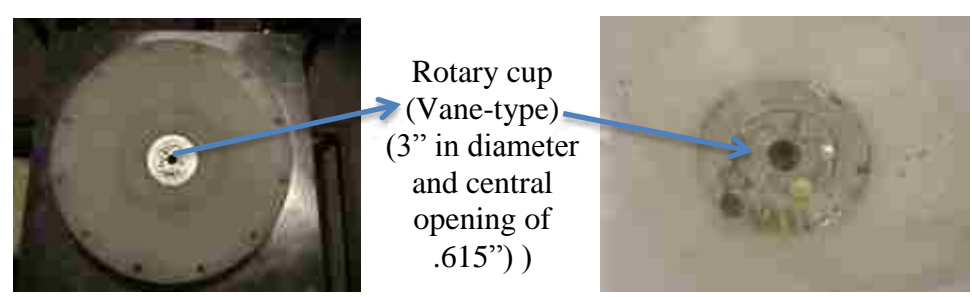 Rotary cup
(Vane-type)
(3” in diameter
and central
opening of
.615”) )